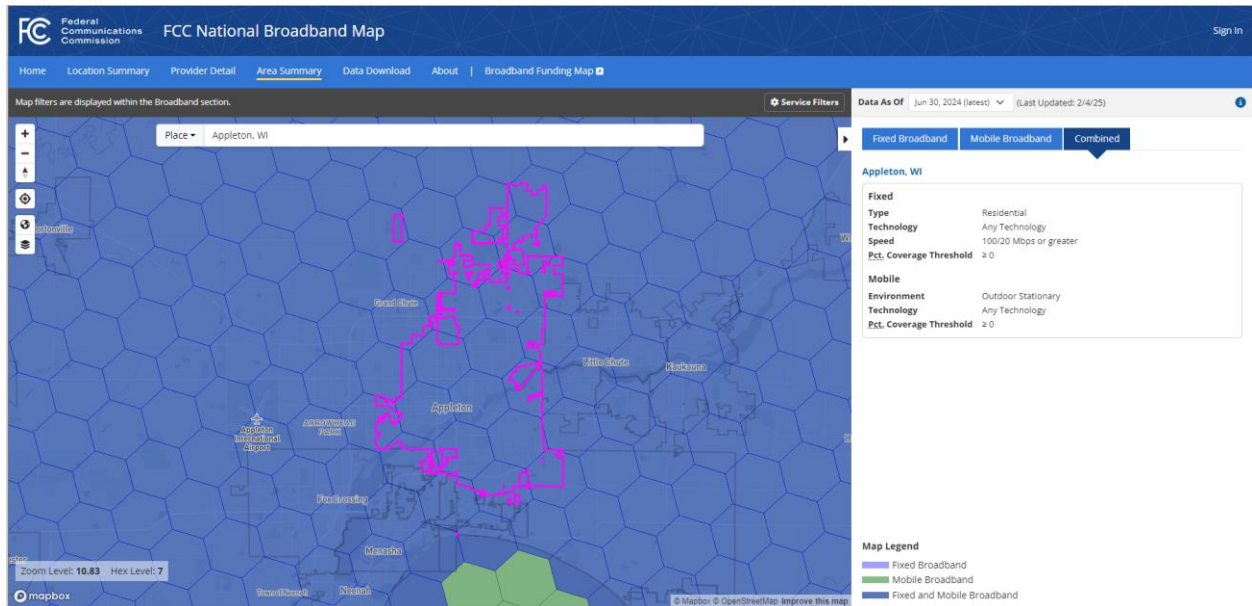 FCC
Federal
Communications
Commission
FCC National Broadband Map
Sign In
Home Location Summary Provider Detail Area Summary Data Download About | Broadband Funding Map
Map filters are displayed within the Broadband section.
Service Filters
Data As Of Jun 30, 2024 (latest) (Last Updated: 2/4/25)
Place Appleton, WI
Fixed Broadband Mobile Broadband Combined
Appleton, WI
Fixed
Type Residential
Technology Any Technology
Speed 100/20 Mbps or greater
Pct. Coverage Threshold ≥ 0
Mobile
Environment Outdoor Stationary
Technology Any Technology
Pct. Coverage Threshold ≥ 0
Grand Chute
Little Chute
Kaukauna
Appleton
Appleton
International
Airport
ARROWHEAD
PARK
Fox Crossing
Menasha
Town of Neenah
Neenah
Zoom Level: 10.83 Hex Level: 7
mapbox
© Mapbox © OpenStreetMap Improve this map
Map Legend
Fixed Broadband
Mobile Broadband
Fixed and Mobile Broadband